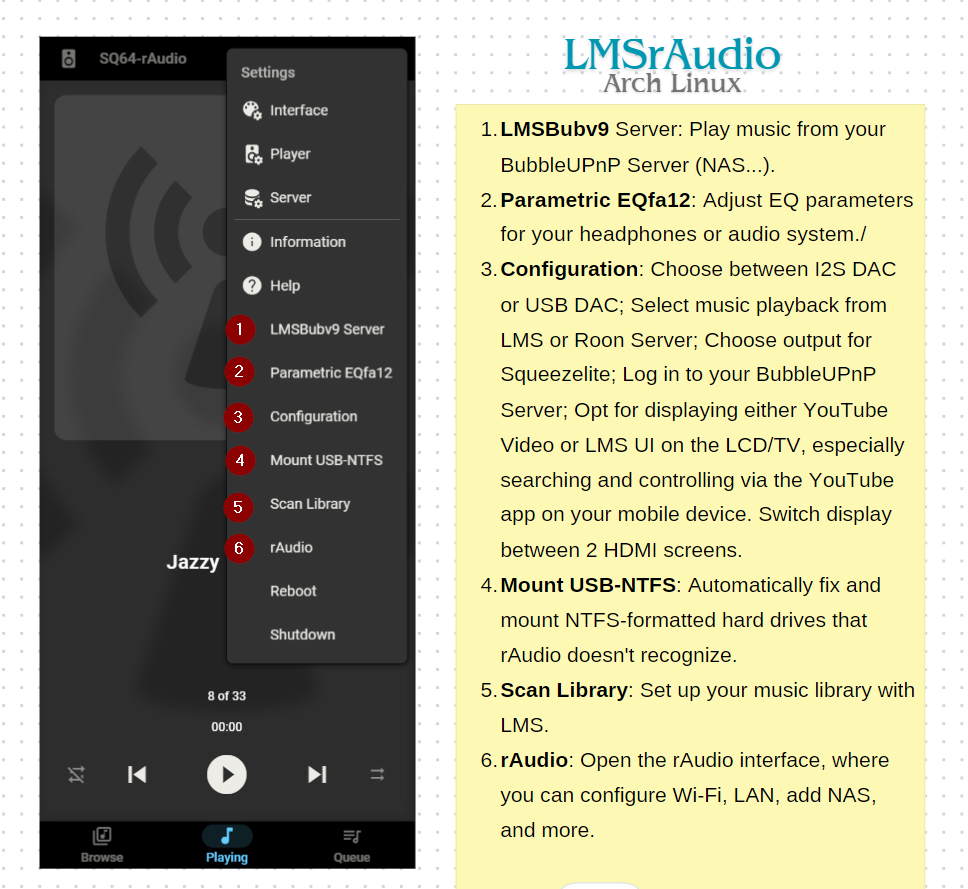 SQ64-rAudio
Settings
Interface
Player
Server
Information
Help
1 LMSBubv9 Server
2 Parametric EQfa12
3 Configuration
4 Mount USB-NTFS
5 Scan Library
6 rAudio
Reboot
Shutdown
Jazzy
8 of 33
00:00
Browse
Playing
Queue
LMSrAudio
Arch Linux
1. LMSBubv9 Server: Play music from your
BubbleUPnP Server (NAS...).
2. Parametric EQfa12: Adjust EQ parameters
for your headphones or audio system./
3. Configuration: Choose between I2S DAC
or USB DAC; Select music playback from
LMS or Roon Server; Choose output for
Squeezelite; Log in to your BubbleUPnP
Server; Opt for displaying either YouTube
Video or LMS UI on the LCD/TV, especially
searching and controlling via the YouTube
app on your mobile device. Switch display
between 2 HDMI screens.
4. Mount USB-NTFS: Automatically fix and
mount NTFS-formatted hard drives that
rAudio doesn't recognize.
5. Scan Library: Set up your music library with
LMS.
6. rAudio: Open the rAudio interface, where
you can configure Wi-Fi, LAN, add NAS,
and more.